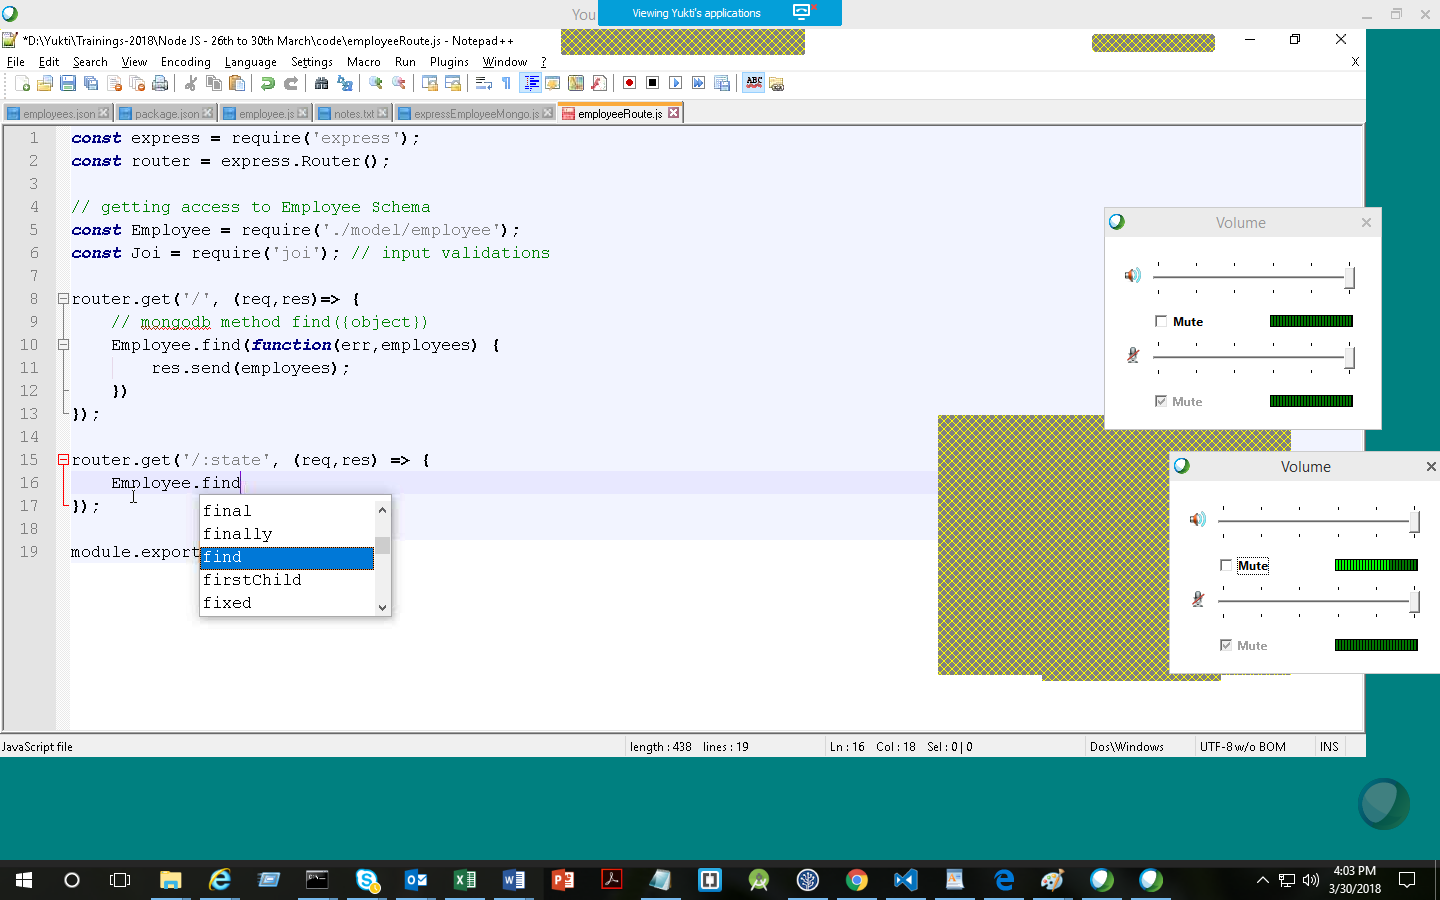 You
Viewing Yukti's applications
*D:\Yukti\Trainings-2018\Node JS - 26th to 30th March\code\employeeRoute.js - Notepad++
File Edit Search View Encoding Language Settings Macro Run Plugins Window ? X
employees.json package.json employee.js notes.txt expressEmployeeMongo.js employeeRoute.js
1 const express = require('express');
2 const router = express.Router();
3
4 // getting access to Employee Schema
5 const Employee = require('./model/employee');
6 const Joi = require('joi'); // input validations
7
8 router.get('/', (req,res)=> {
9 // mongodb method find({object})
10 Employee.find(function(err,employees) {
11 res.send(employees);
12 })
13 });
14
15 router.get('/:state', (req,res) => {
16 Employee.find
17 });
18
19 module.export
final
finally
find
firstChild
fixed
Volume
Mute
Mute
Volume
Mute
Mute
JavaScript file length : 438 lines : 19 Ln : 16 Col : 18 Sel : 0 | 0 Dos\Windows UTF-8 w/o BOM INS
4:03 PM
3/30/2018